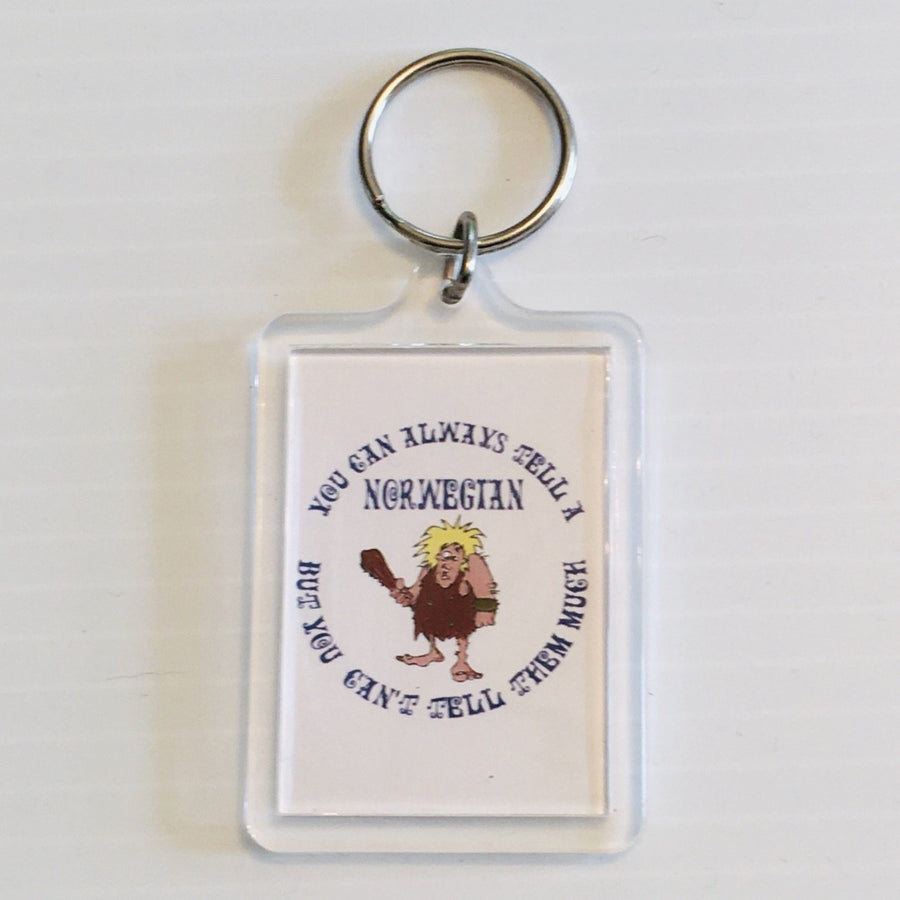 YOU CAN ALWAYS TELL A
NORWEGIAN
BUT YOU CAN'T TELL THEM MUCH